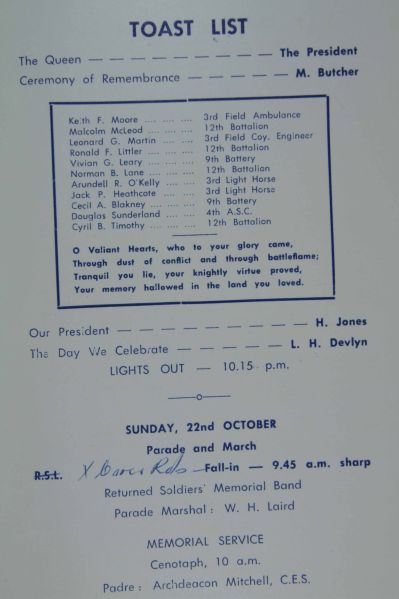 TOAST LIST
The Queen — — — — — — — — — The President
Ceremony of Remembrance — — — — — M. Butcher
Keith F. Moore .... .... .... 3rd Field Ambulance
Malcolm McLeod .... .... .... 12th Battalion
Leonard G. Martin .... .... 3rd Field Coy. Engineer
Ronald F. Littler .... .... .... 12th Battalion
Vivian G. Leary .... .... .... 9th Battery
Norman B. Lane .... .... .... 12th Battalion
Arundell R. O'Kelly .... .... 3rd Light Horse
Jack P. Heathcote .... .... 3rd Light Horse
Cecil A. Blakney .... .... .... 9th Battery
Douglas Sunderland .... .... 4th A.S.C.
Cyril B. Timothy .... .... .... 12th Battalion
O Valiant Hearts, who to your glory came,
Through dust of conflict and through battleflame;
Tranquil you lie, your knightly virtue proved,
Your memory hallowed in the land you loved.
Our President — — — — — — — — H. Jones
The Day We Celebrate — — — — — L. H. Devlyn
LIGHTS OUT — 10.15 p.m.
SUNDAY, 22nd OCTOBER
Parade and March
R.S.L. X Fall-in — 9.45 a.m. sharp
Returned Soldiers' Memorial Band
Parade Marshal : W. H. Laird
MEMORIAL SERVICE
Cenotaph, 10 a.m.
Padre : Archdeacon Mitchell, C.E.S.